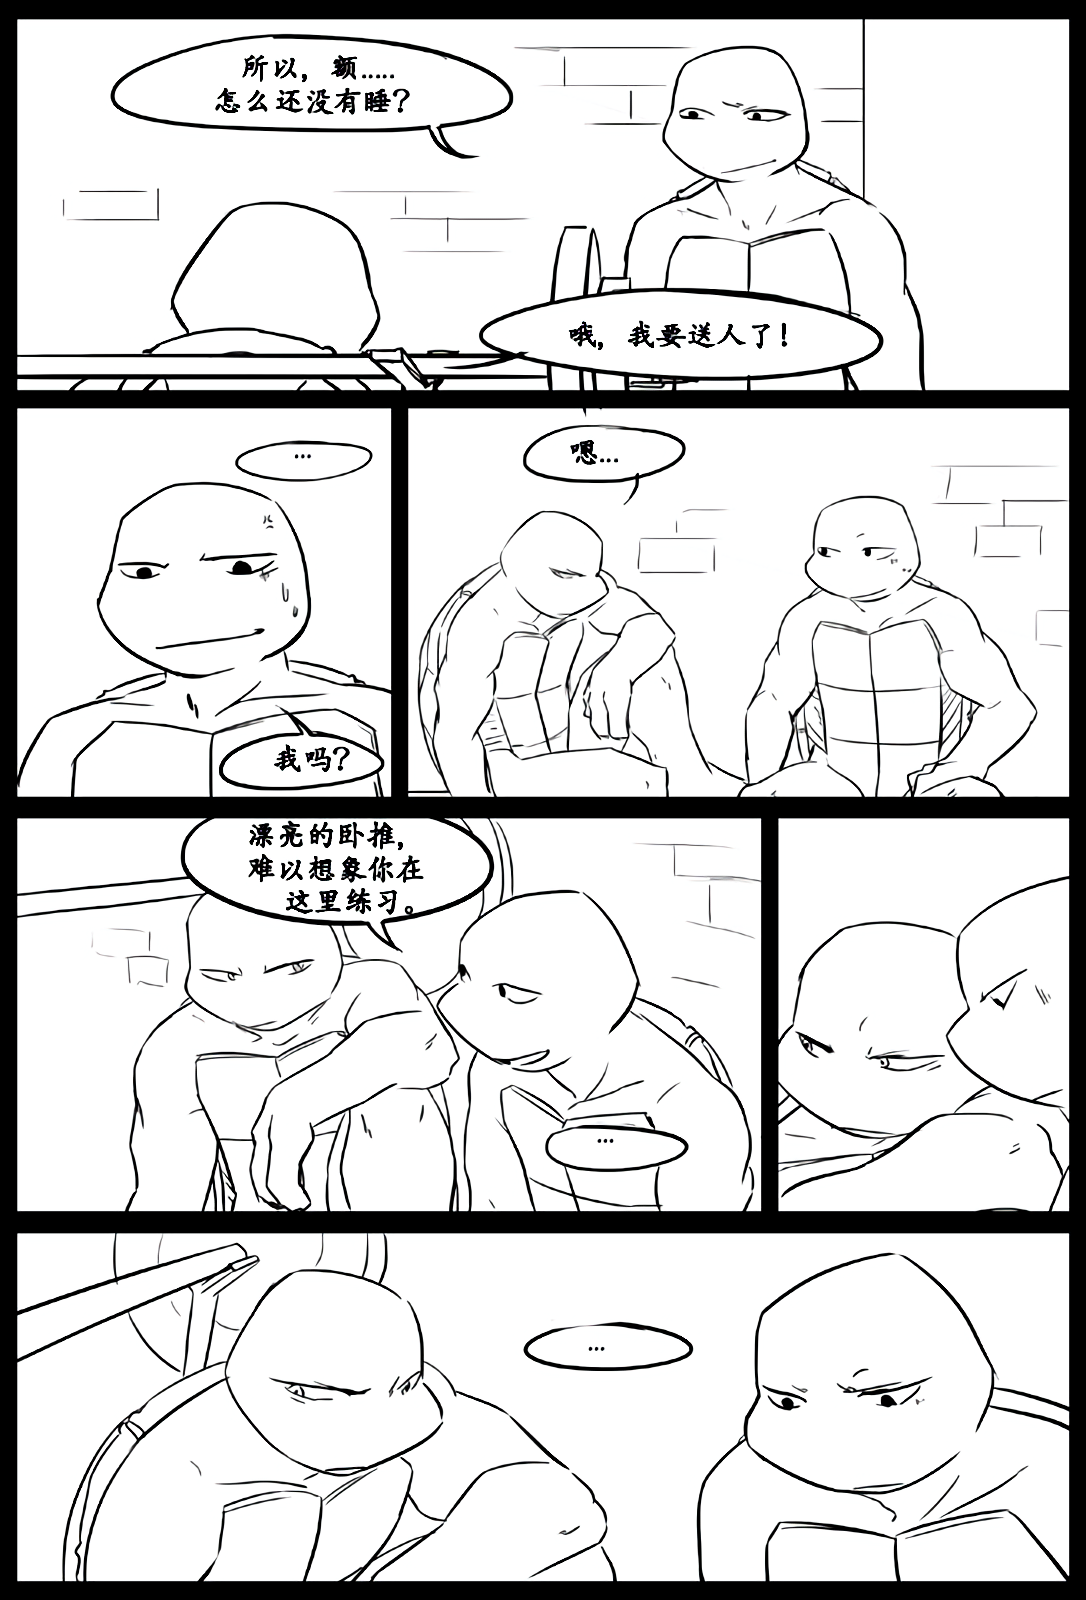 所以, 额.....
怎么还没有睡?
哦, 我要送人了!
...
我吗?
嗯...
漂亮的卧推,
难以想象你在
这里练习。
...
...